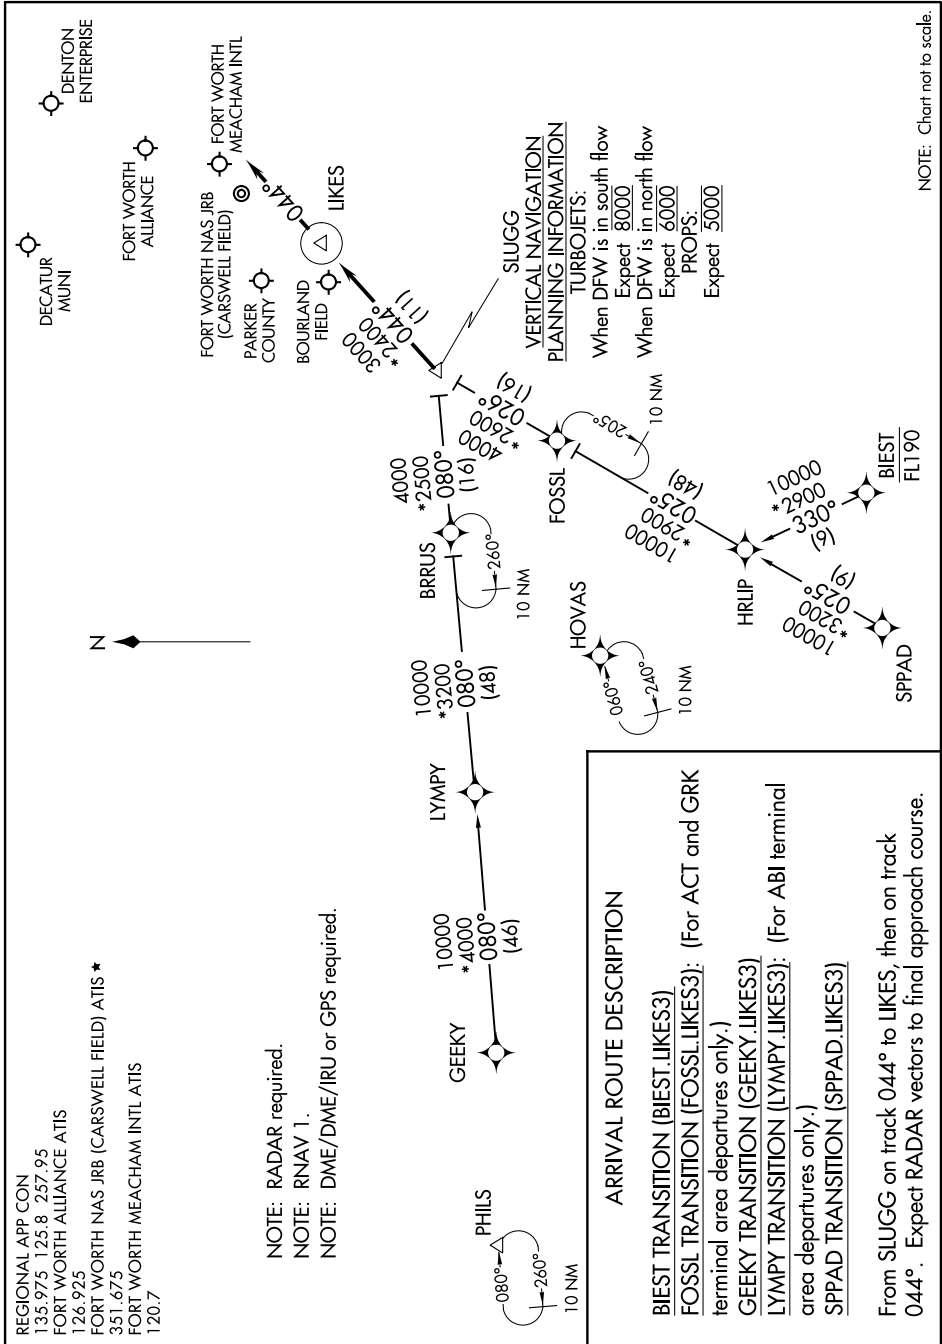 REGIONAL APP CON
135.975 125.8 257.95
FORT WORTH ALLIANCE ATIS
126.925
FORT WORTH NAS JRB (CARSWELL FIELD) ATIS ★
351.675
FORT WORTH MEACHAM INTL ATIS
120.7
NOTE: RADAR required.
NOTE: RNAV 1.
NOTE: DME/DME/IRU or GPS required.
N
DECATUR
MUNI
DENTON
ENTERPRISE
FORT WORTH
ALLIANCE
FORT WORTH
MEACHAM INTL
FORT WORTH NAS JRB
(CARSWELL FIELD)
PARKER
COUNTY
BOURLAND
FIELD
044°
LIKES
3000
*2400
044°
(11)
SLUGG
VERTICAL NAVIGATION
PLANNING INFORMATION
TURBOJETS:
When DFW is in south flow
Expect 8000
When DFW is in north flow
Expect 6000
PROPS:
Expect 5000
PHILS
080°
260°
10 NM
GEEKY
10000
*4000
080°
(46)
LYMPY
10000
*3200
080°
(48)
BRRUS
260°
10 NM
4000
*2500
080°
(16)
4000
*2600
026°
(16)
FOSSL
205°
10 NM
10000
*2900
025°
(48)
HOVAS
060°
240°
10 NM
HRLIP
10000
*2900
330°
(9)
BIEST
FL190
10000
*3200
025°
(9)
SPPAD
ARRIVAL ROUTE DESCRIPTION
BIEST TRANSITION (BIEST.LIKES3)
FOSSL TRANSITION (FOSSL.LIKES3): (For ACT and GRK
terminal area departures only.)
GEEKY TRANSITION (GEEKY.LIKES3)
LYMPY TRANSITION (LYMPY.LIKES3): (For ABI terminal
area departures only.)
SPPAD TRANSITION (SPPAD.LIKES3)
From SLUGG on track 044° to LIKES, then on track
044°. Expect RADAR vectors to final approach course.
NOTE: Chart not to scale.